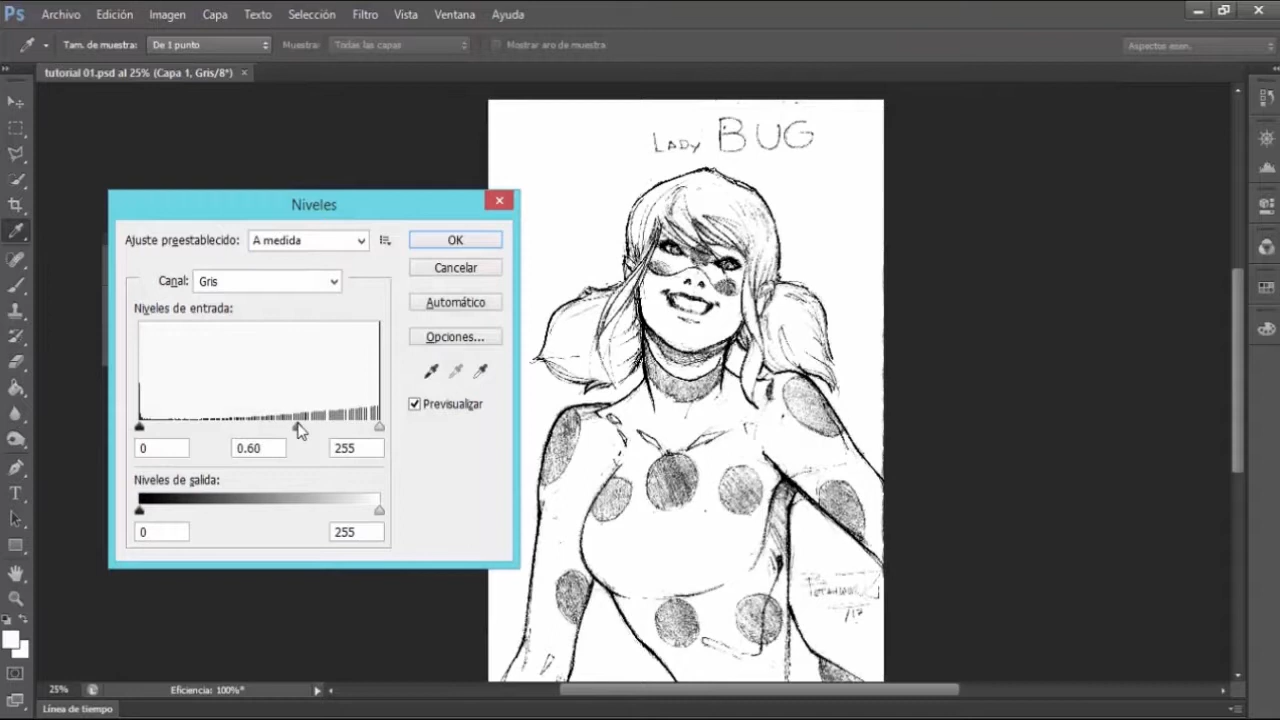 Ps Archivo Edición Imagen Capa Texto Selección Filtro Vista Ventana Ayuda
Tam. de muestra: De 1 punto Muestra: Todas las capas Mostrar aro de muestra Aspectos esen.
tutorial 01.psd al 25% (Capa 1, Gris/8*) ×
LADY BUG
Niveles
Ajuste preestablecido: A medida OK
Cancelar
Canal: Gris
Automático
Niveles de entrada:
Opciones...
Previsualizar
0 0.60 255
Niveles de salida:
0 255
/17
25% Eficiencia: 100%*
Línea de tiempo